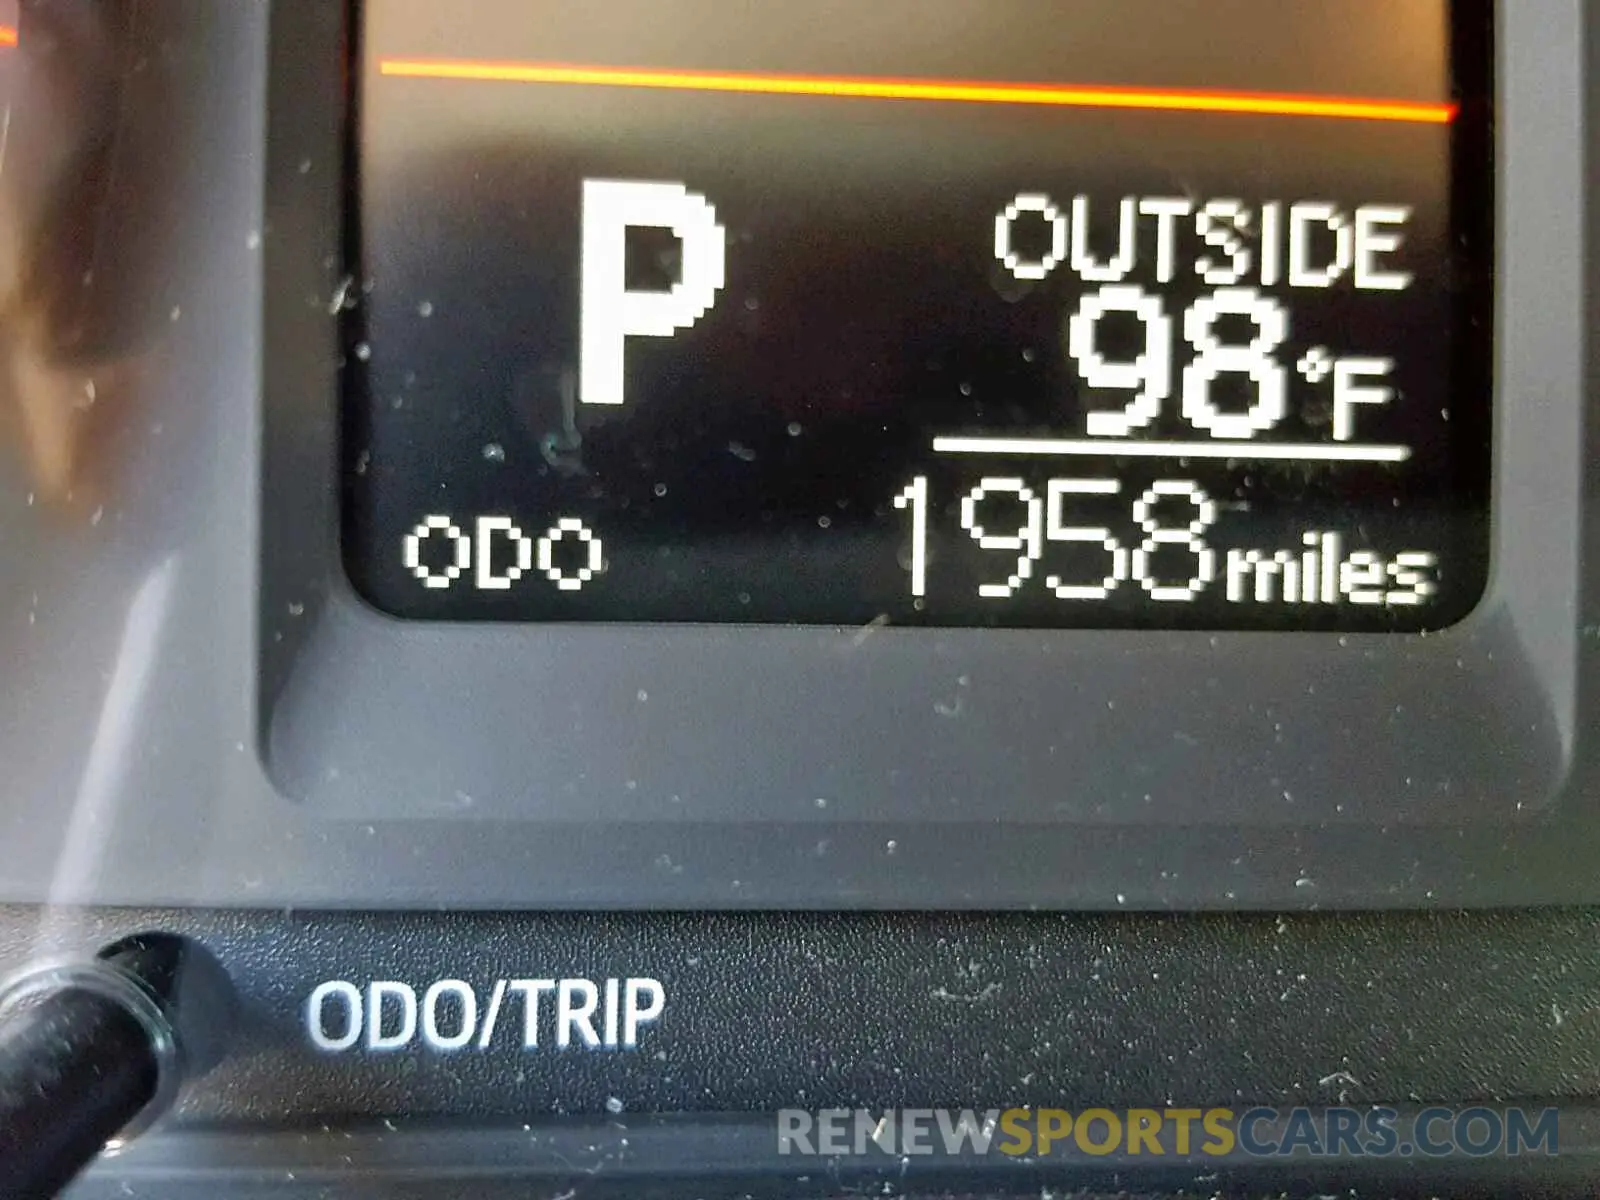 P
OUTSIDE
98°F
ODO 1958 miles
ODO/TRIP
RENEWSPORTSCARS.COM